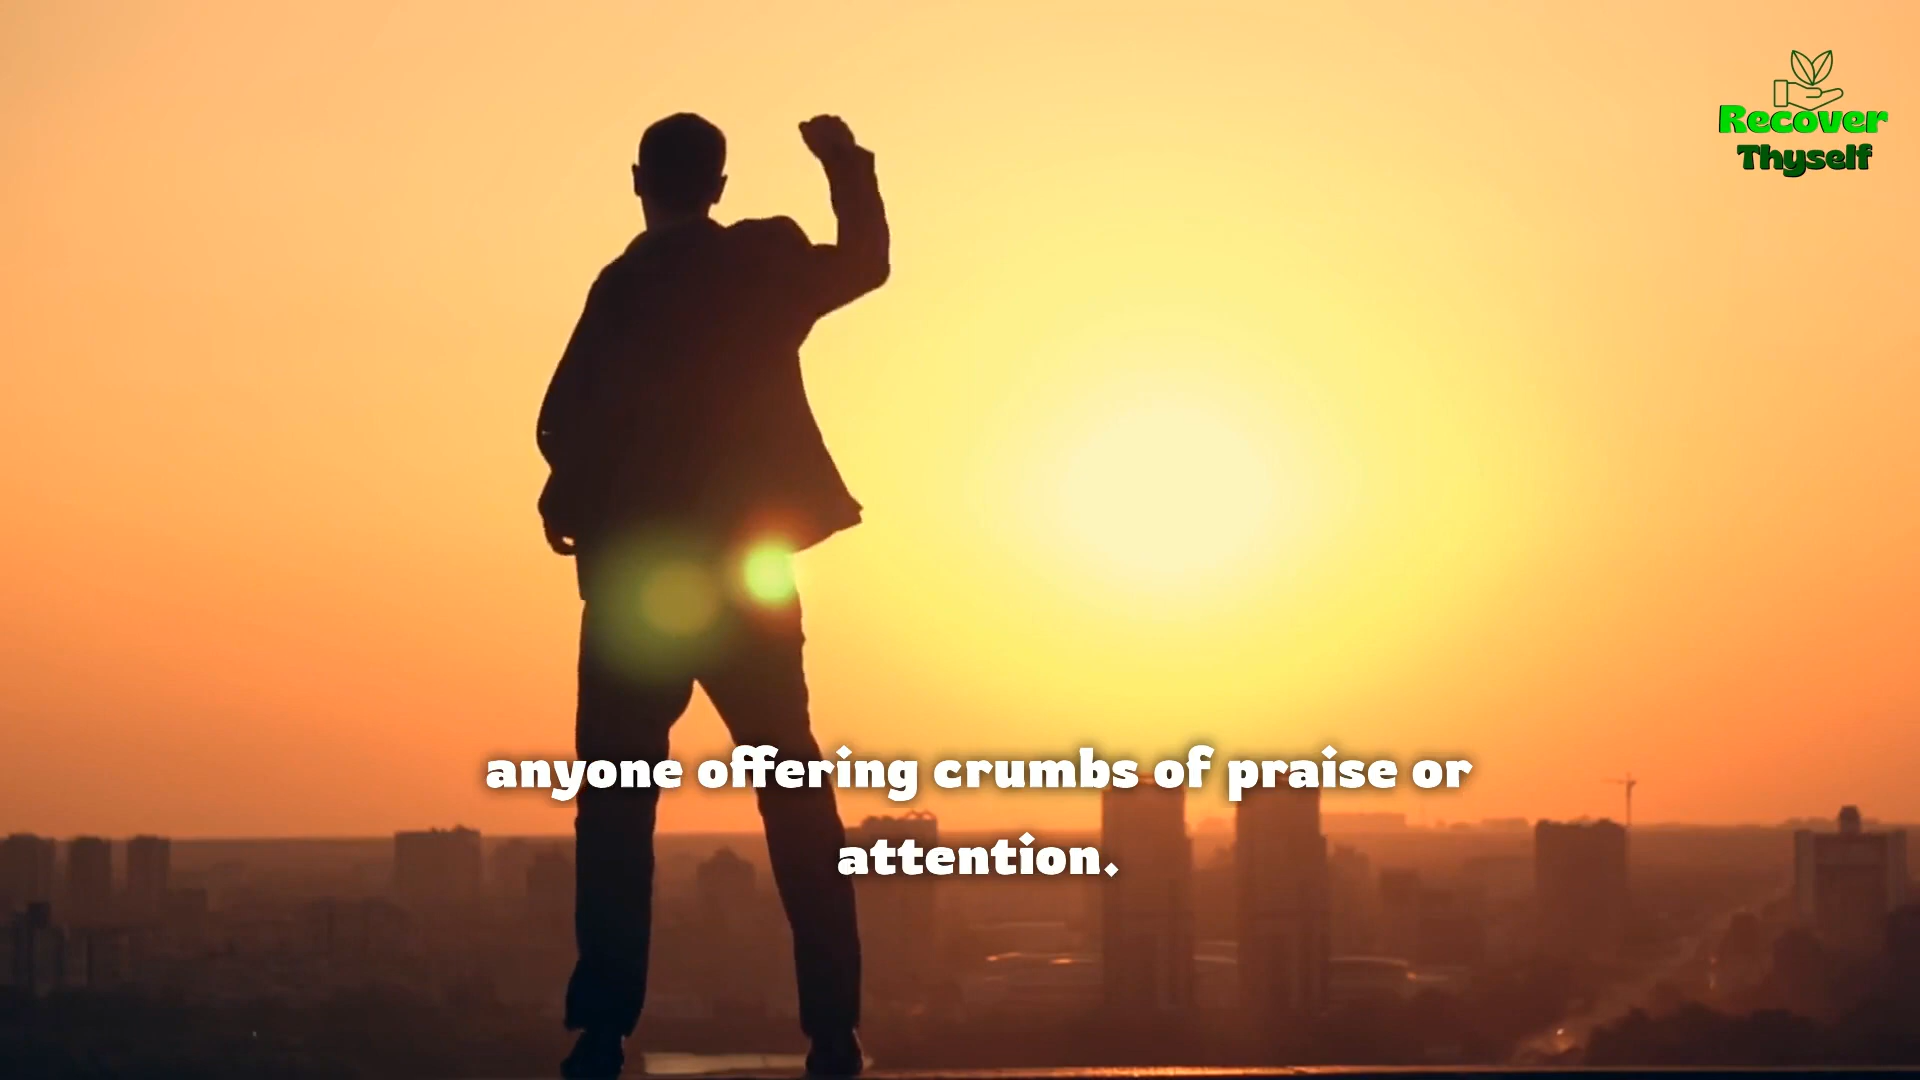 Recover
Thyself
anyone offering crumbs of praise or
attention.